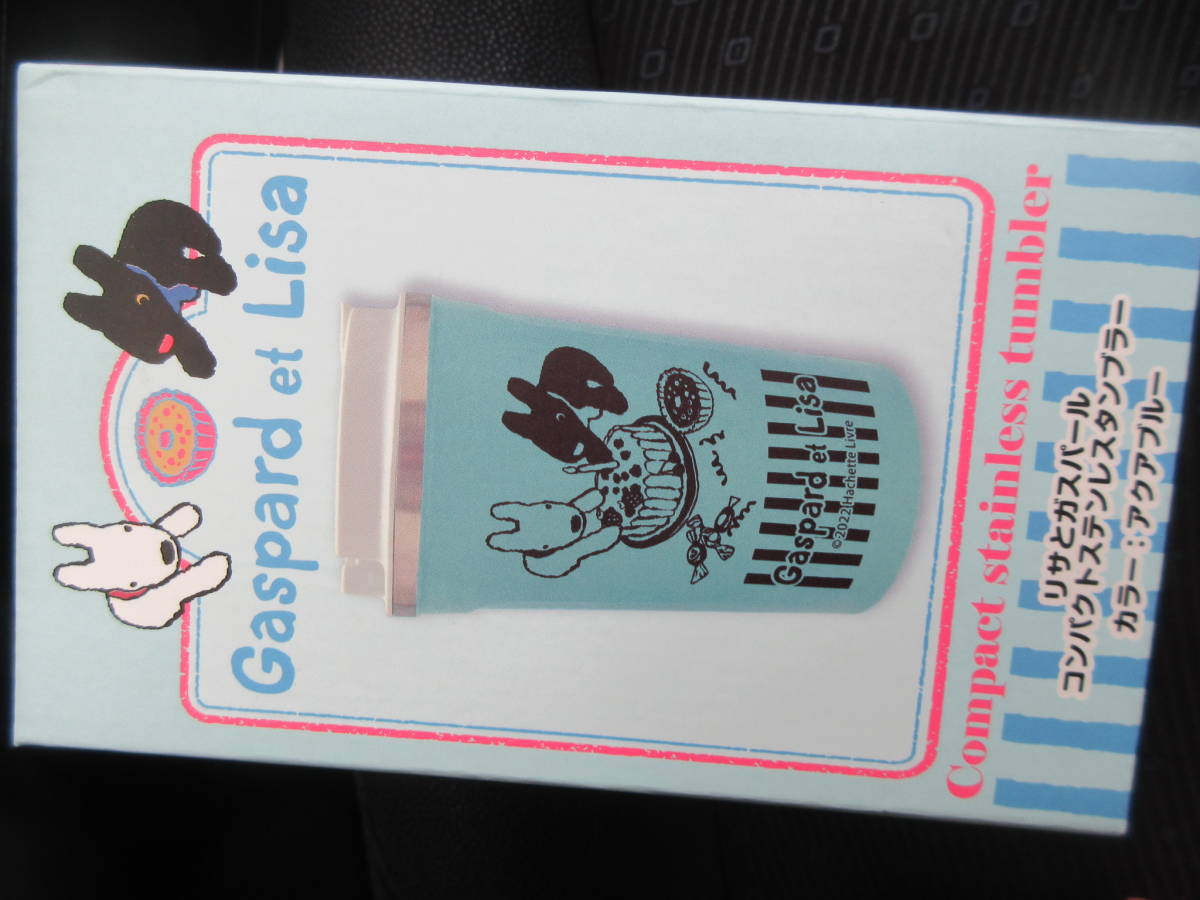 Gaspard et Lisa
Gaspard et Lisa
©2022 Hachette Livre
Compact stainless tumbler
リサとガスパール
コンパクトステンレスタンブラー
カラー：アクアブルー